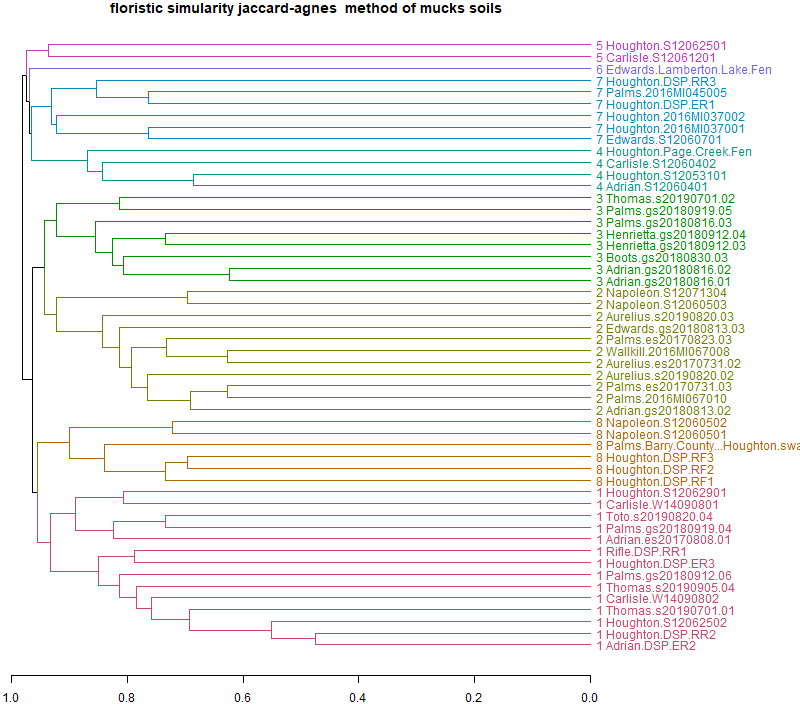 floristic simularity jaccard-agnes method of mucks soils
5 Houghton.S12062501
5 Carlisle.S12061201
6 Edwards.Lamberton.Lake.Fen
7 Houghton.DSP.RR3
7 Palms.2016MI045005
7 Houghton.DSP.ER1
7 Houghton.2016MI037002
7 Houghton.2016MI037001
7 Edwards.S12060701
4 Houghton.Page.Creek.Fen
4 Carlisle.S12060402
4 Houghton.S12053101
4 Adrian.S12060401
3 Thomas.s20190701.02
3 Palms.gs20180919.05
3 Palms.gs20180816.03
3 Henrietta.gs20180912.04
3 Henrietta.gs20180912.03
3 Boots.gs20180830.03
3 Adrian.gs20180816.02
3 Adrian.gs20180816.01
2 Napoleon.S12071304
2 Napoleon.S12060503
2 Aurelius.s20190820.03
2 Edwards.gs20180813.03
2 Palms.es20170823.03
2 Wallkill.2016MI067008
2 Aurelius.es20170731.02
2 Aurelius.s20190820.02
2 Palms.es20170731.03
2 Palms.2016MI067010
2 Adrian.gs20180813.02
8 Napoleon.S12060502
8 Napoleon.S12060501
8 Palms.Barry.County...Houghton.swa
8 Houghton.DSP.RF3
8 Houghton.DSP.RF2
8 Houghton.DSP.RF1
1 Houghton.S12062901
1 Carlisle.W14090801
1 Toto.s20190820.04
1 Palms.gs20180919.04
1 Adrian.es20170808.01
1 Rifle.DSP.RR1
1 Houghton.DSP.ER3
1 Palms.gs20180912.06
1 Thomas.s20190905.04
1 Carlisle.W14090802
1 Thomas.s20190701.01
1 Houghton.S12062502
1 Houghton.DSP.RR2
1 Adrian.DSP.ER2
1.0 0.8 0.6 0.4 0.2 0.0